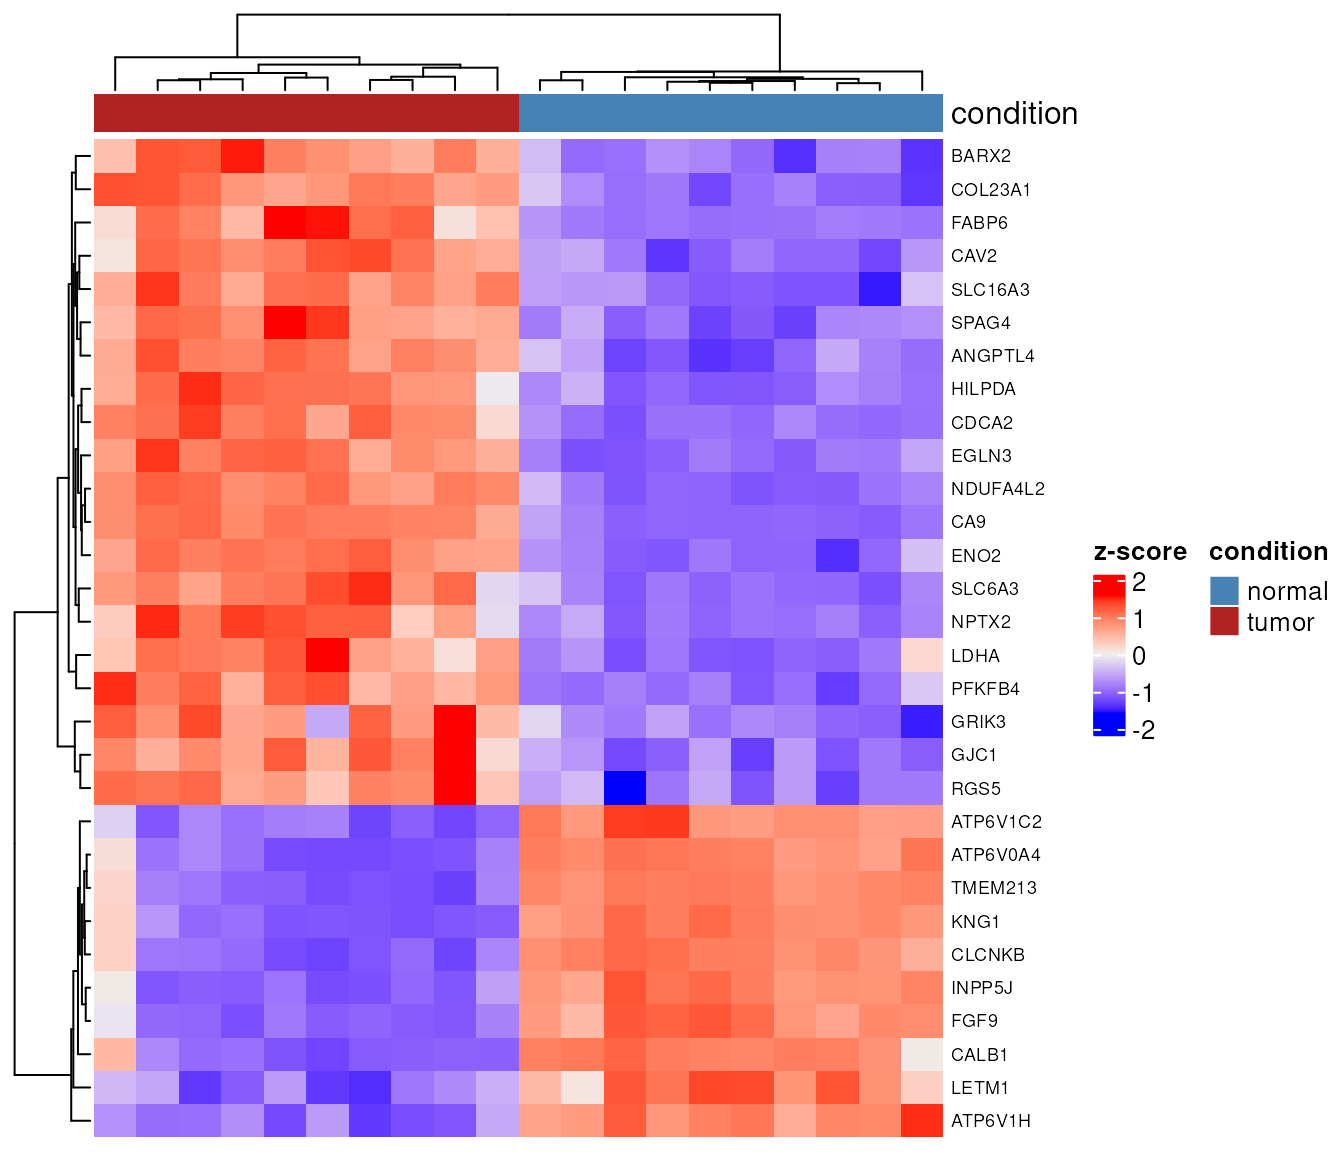 condition
BARX2
COL23A1
FABP6
CAV2
SLC16A3
SPAG4
ANGPTL4
HILPDA
CDCA2
EGLN3
NDUFA4L2
CA9
ENO2
SLC6A3
NPTX2
LDHA
PFKFB4
GRIK3
GJC1
RGS5
ATP6V1C2
ATP6V0A4
TMEM213
KNG1
CLCNKB
INPP5J
FGF9
CALB1
LETM1
ATP6V1H
z-score
2
1
0
-1
-2
condition
normal
tumor